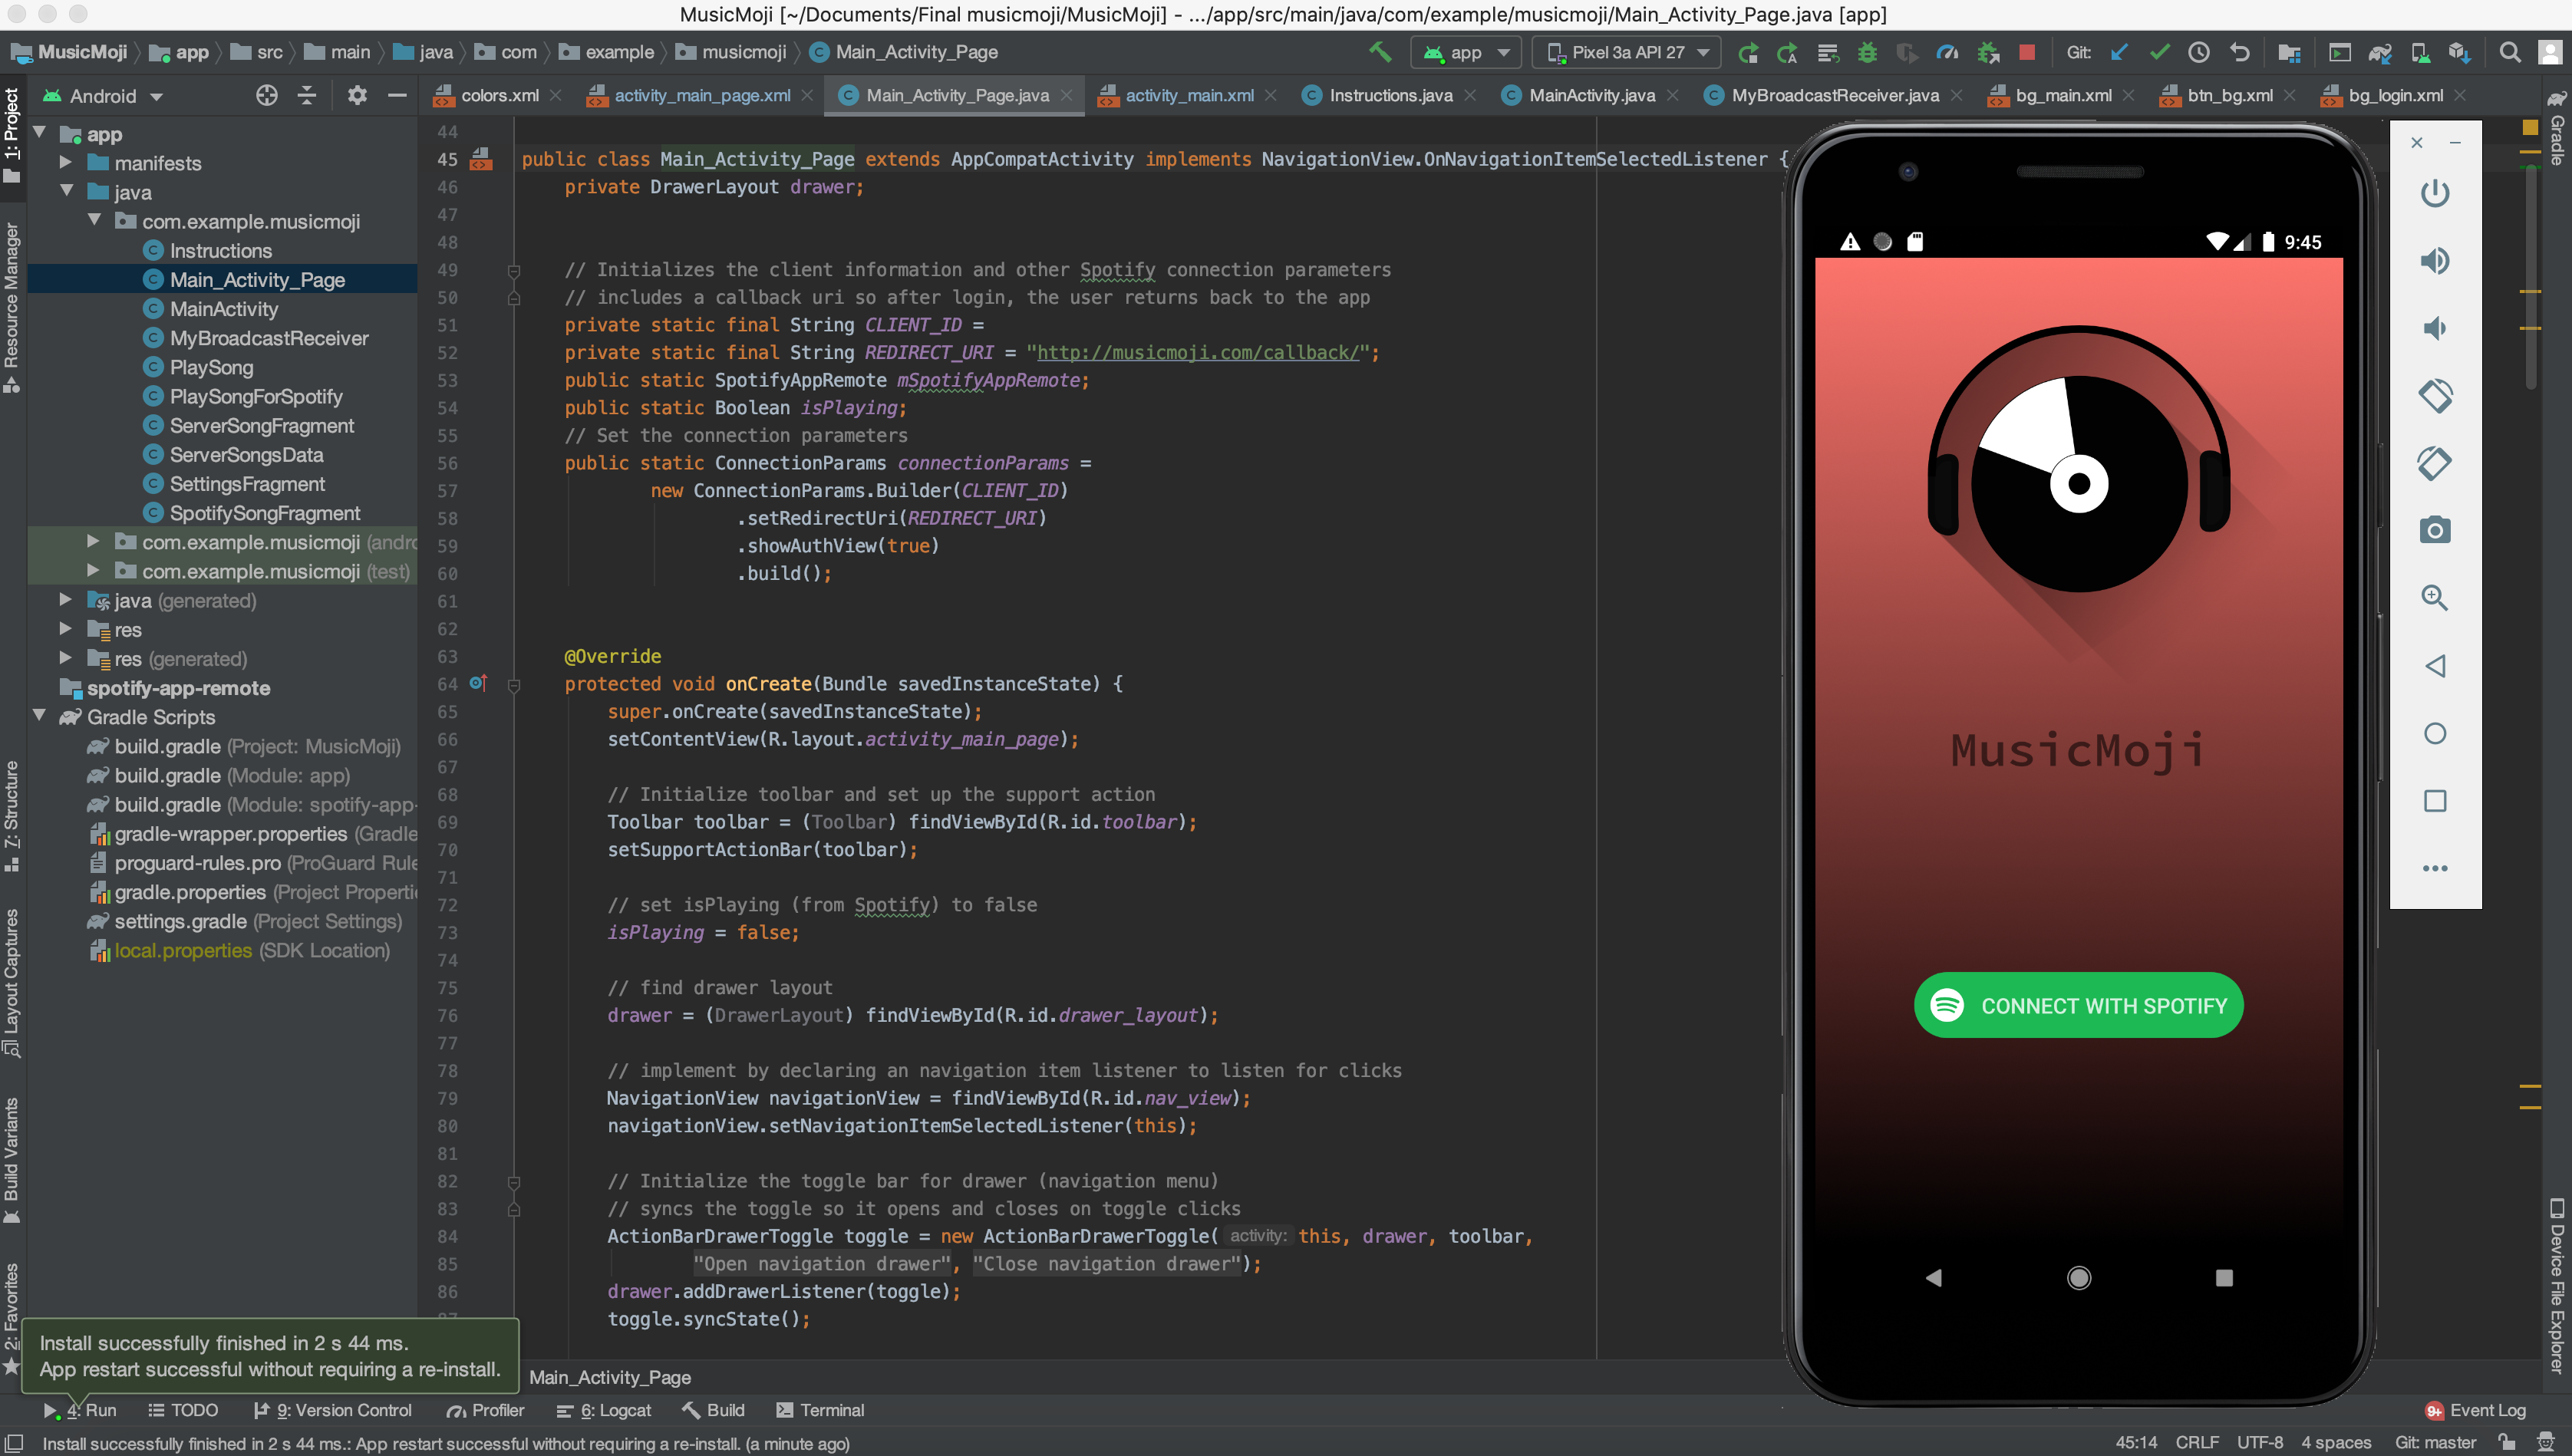 MusicMoji [~/Documents/Final musicmoji/MusicMoji] - .../app/src/main/java/com/example/musicmoji/Main_Activity_Page.java [app]
MusicMoji app src main java com example musicmoji Main_Activity_Page
app Pixel 3a API 27 Git:
Android
colors.xml activity_main_page.xml Main_Activity_Page.java activity_main.xml Instructions.java MainActivity.java MyBroadcastReceiver.java bg_main.xml btn_bg.xml bg_login.xml
1: Project
Resource Manager
7: Structure
Layout Captures
Build Variants
2: Favorites
app
manifests
java
com.example.musicmoji
Instructions
Main_Activity_Page
MainActivity
MyBroadcastReceiver
PlaySong
PlaySongForSpotify
ServerSongFragment
ServerSongsData
SettingsFragment
SpotifySongFragment
com.example.musicmoji (andro
com.example.musicmoji (test)
java (generated)
res
res (generated)
spotify-app-remote
Gradle Scripts
build.gradle (Project: MusicMoji)
build.gradle (Module: app)
build.gradle (Module: spotify-app-
gradle-wrapper.properties (Gradle
proguard-rules.pro (ProGuard Rule
gradle.properties (Project Properti
settings.gradle (Project Settings)
local.properties (SDK Location)
44
45 public class Main_Activity_Page extends AppCompatActivity implements NavigationView.OnNavigationItemSelectedListener {
46 private DrawerLayout drawer;
47
48
49 // Initializes the client information and other Spotify connection parameters
50 // includes a callback uri so after login, the user returns back to the app
51 private static final String CLIENT_ID =
52 private static final String REDIRECT_URI = "http://musicmoji.com/callback/";
53 public static SpotifyAppRemote mSpotifyAppRemote;
54 public static Boolean isPlaying;
55 // Set the connection parameters
56 public static ConnectionParams connectionParams =
57 new ConnectionParams.Builder(CLIENT_ID)
58 .setRedirectUri(REDIRECT_URI)
59 .showAuthView(true)
60 .build();
61
62
63 @Override
64 protected void onCreate(Bundle savedInstanceState) {
65 super.onCreate(savedInstanceState);
66 setContentView(R.layout.activity_main_page);
67
68 // Initialize toolbar and set up the support action
69 Toolbar toolbar = (Toolbar) findViewById(R.id.toolbar);
70 setSupportActionBar(toolbar);
71
72 // set isPlaying (from Spotify) to false
73 isPlaying = false;
74
75 // find drawer layout
76 drawer = (DrawerLayout) findViewById(R.id.drawer_layout);
77
78 // implement by declaring an navigation item listener to listen for clicks
79 NavigationView navigationView = findViewById(R.id.nav_view);
80 navigationView.setNavigationItemSelectedListener(this);
81
82 // Initialize the toggle bar for drawer (navigation menu)
83 // syncs the toggle so it opens and closes on toggle clicks
84 ActionBarDrawerToggle toggle = new ActionBarDrawerToggle( activity: this, drawer, toolbar,
85 "Open navigation drawer", "Close navigation drawer");
86 drawer.addDrawerListener(toggle);
toggle.syncState();
9:45
MusicMoji
CONNECT WITH SPOTIFY
Gradle
Device File Explorer
Install successfully finished in 2 s 44 ms.
App restart successful without requiring a re-install.
Main_Activity_Page
4: Run TODO 9: Version Control Profiler 6: Logcat Build Terminal
9+ Event Log
Install successfully finished in 2 s 44 ms.: App restart successful without requiring a re-install. (a minute ago)
45:14 CRLF UTF-8 4 spaces Git: master